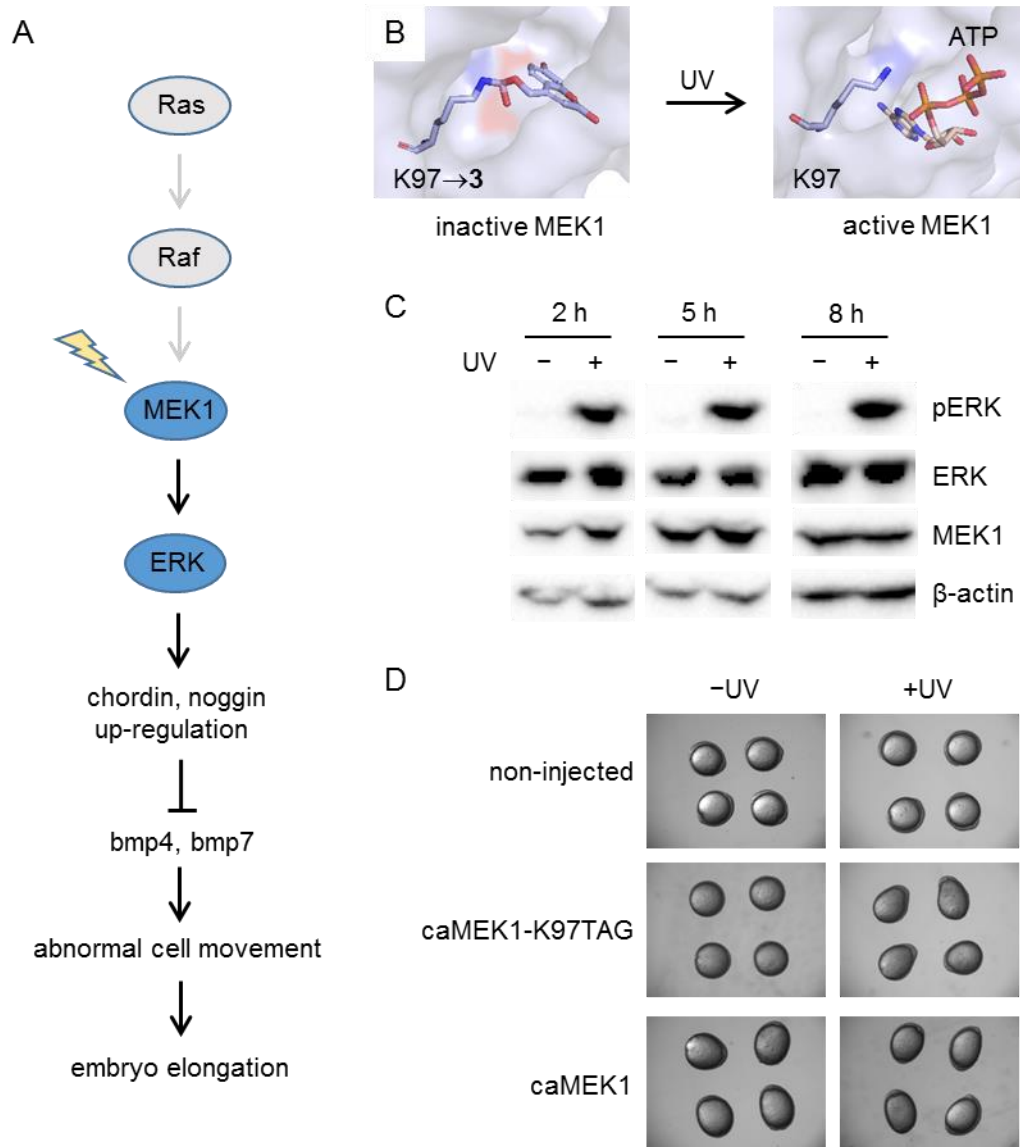 A
Ras
Raf
MEK1
ERK
chordin, noggin
up-regulation
bmp4, bmp7
abnormal cell movement
embryo elongation
B
K97→3
inactive MEK1
UV
ATP
K97
active MEK1
C
2 h 5 h 8 h
UV − + − + − +
pERK
ERK
MEK1
β-actin
D
−UV +UV
non-injected
caMEK1-K97TAG
caMEK1